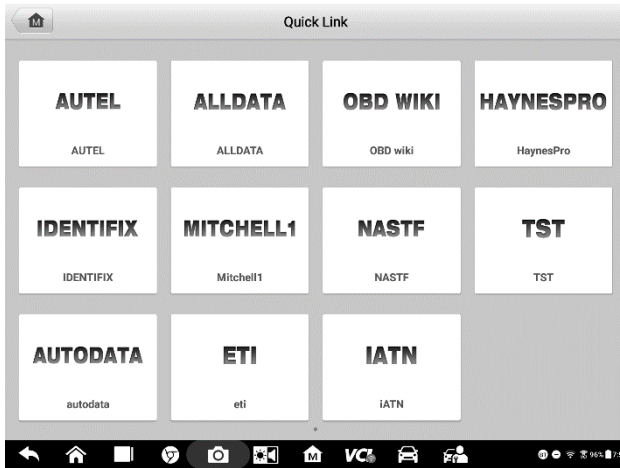 Quick Link
AUTEL
AUTEL
ALLDATA
ALLDATA
OBD WIKI
OBD wiki
HAYNESPRO
HaynesPro
IDENTIFIX
IDENTIFIX
MITCHELL1
Mitchell1
NASTF
NASTF
TST
TST
AUTODATA
autodata
ETI
eti
IATN
iATN
VCI
96%